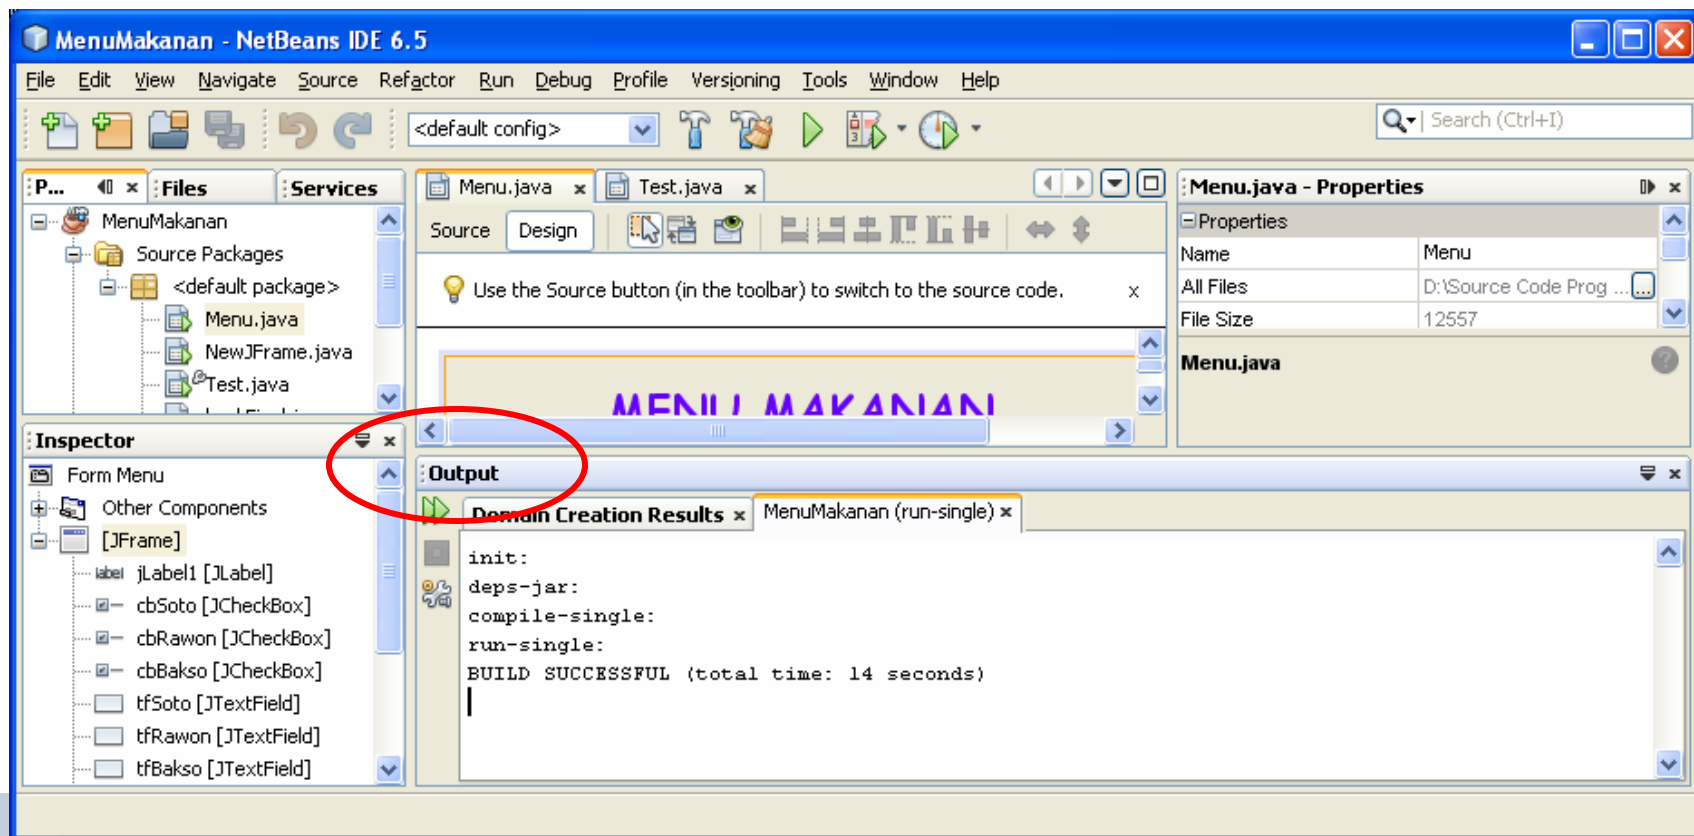 MenuMakanan - NetBeans IDE 6.5
File Edit View Navigate Source Refactor Run Debug Profile Versioning Tools Window Help
<default config>
Search (Ctrl+I)
P... Files Services
MenuMakanan
Source Packages
<default package>
Menu.java
NewJFrame.java
Test.java
Menu.java Test.java
Source Design
Use the Source button (in the toolbar) to switch to the source code. x
MENU MAKANAN
Menu.java - Properties
Properties
Name Menu
All Files D:\Source Code Prog ... ...
File Size 12557
Menu.java
Inspector
Form Menu
Other Components
[JFrame]
label jLabel1 [JLabel]
cbSoto [JCheckBox]
cbRawon [JCheckBox]
cbBakso [JCheckBox]
tfSoto [JTextField]
tfRawon [JTextField]
tfBakso [JTextField]
Output
Domain Creation Results MenuMakanan (run-single)
init:
deps-jar:
compile-single:
run-single:
BUILD SUCCESSFUL (total time: 14 seconds)